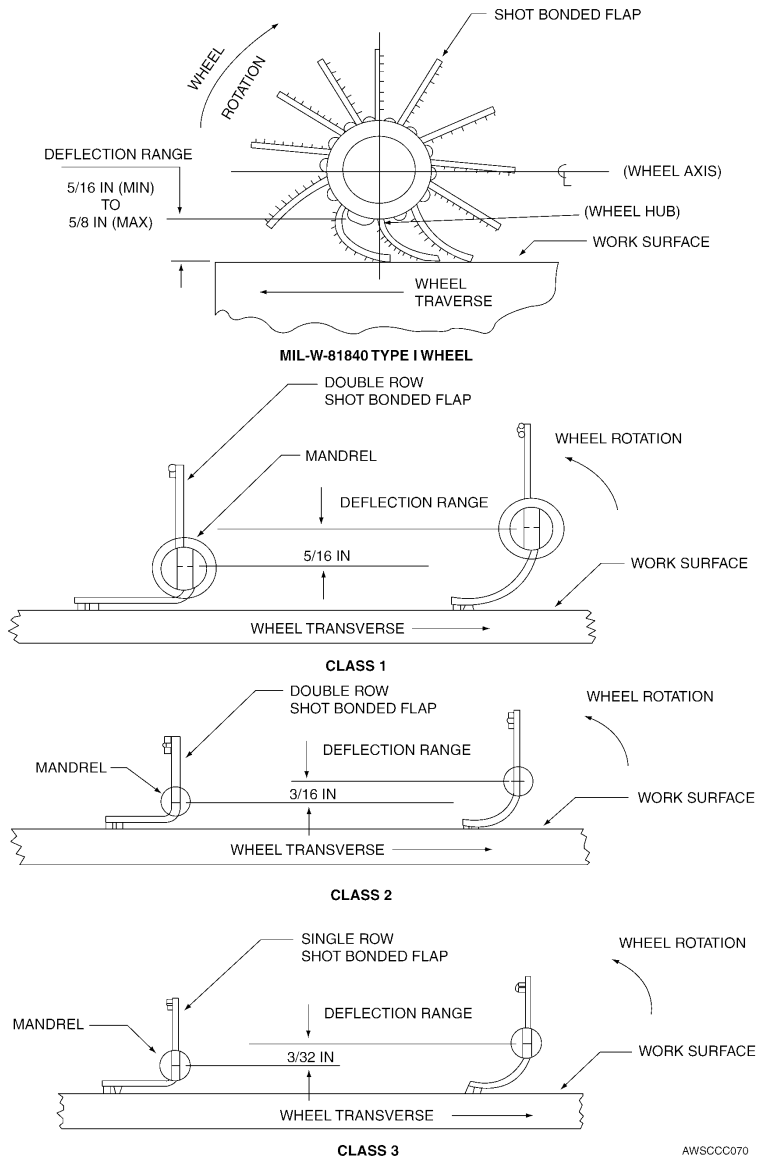 SHOT BONDED FLAP
WHEEL
ROTATION
DEFLECTION RANGE
5/16 IN (MIN)
TO
5/8 IN (MAX)
(WHEEL AXIS)
(WHEEL HUB)
WORK SURFACE
WHEEL
TRAVERSE
MIL-W-81840 TYPE I WHEEL
DOUBLE ROW
SHOT BONDED FLAP
MANDREL
WHEEL ROTATION
DEFLECTION RANGE
5/16 IN
WORK SURFACE
WHEEL TRANSVERSE
CLASS 1
DOUBLE ROW
SHOT BONDED FLAP
WHEEL ROTATION
DEFLECTION RANGE
MANDREL
3/16 IN
WORK SURFACE
WHEEL TRANSVERSE
CLASS 2
SINGLE ROW
SHOT BONDED FLAP
WHEEL ROTATION
DEFLECTION RANGE
MANDREL
3/32 IN
WORK SURFACE
WHEEL TRANSVERSE
CLASS 3
AWSCCC070